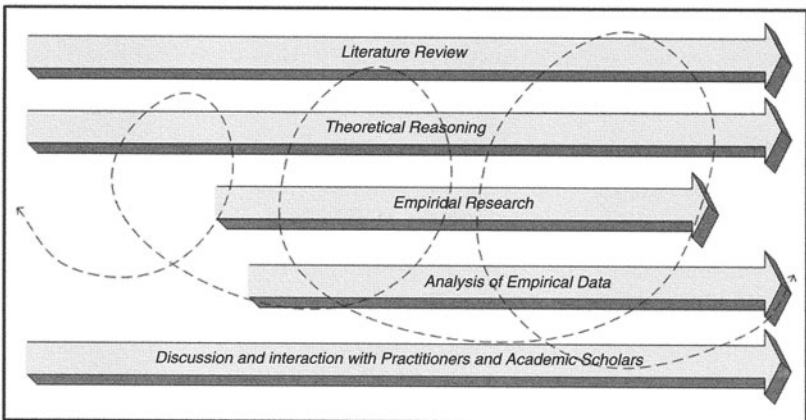 Literature Review
Theoretical Reasoning
Empiridal Research
Analysis of Empirical Data
Discussion and interaction with Practitioners and Academic Scholars